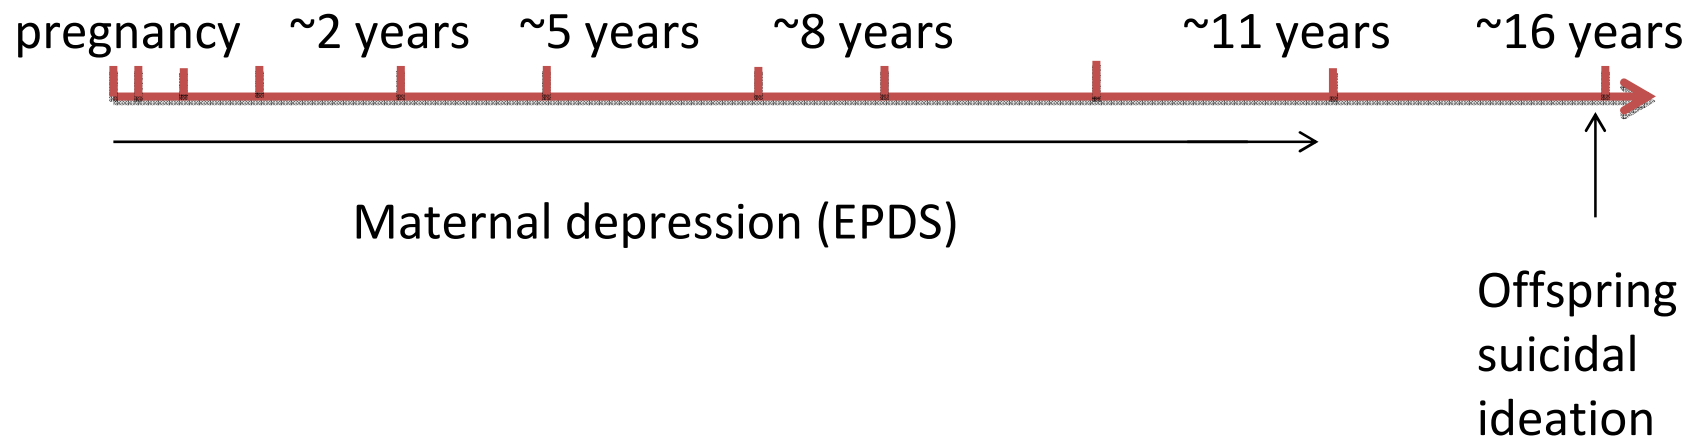 pregnancy ~2 years ~5 years ~8 years ~11 years ~16 years
Maternal depression (EPDS)
Offspring
suicidal
ideation